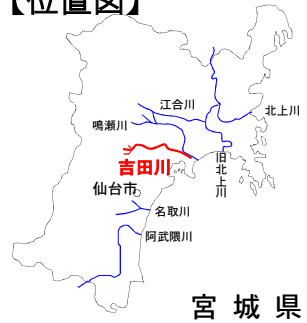 【位置図】
江合川
北上川
鳴瀬川
吉田川
旧北上川
仙台市
名取川
阿武隈川
宮城県